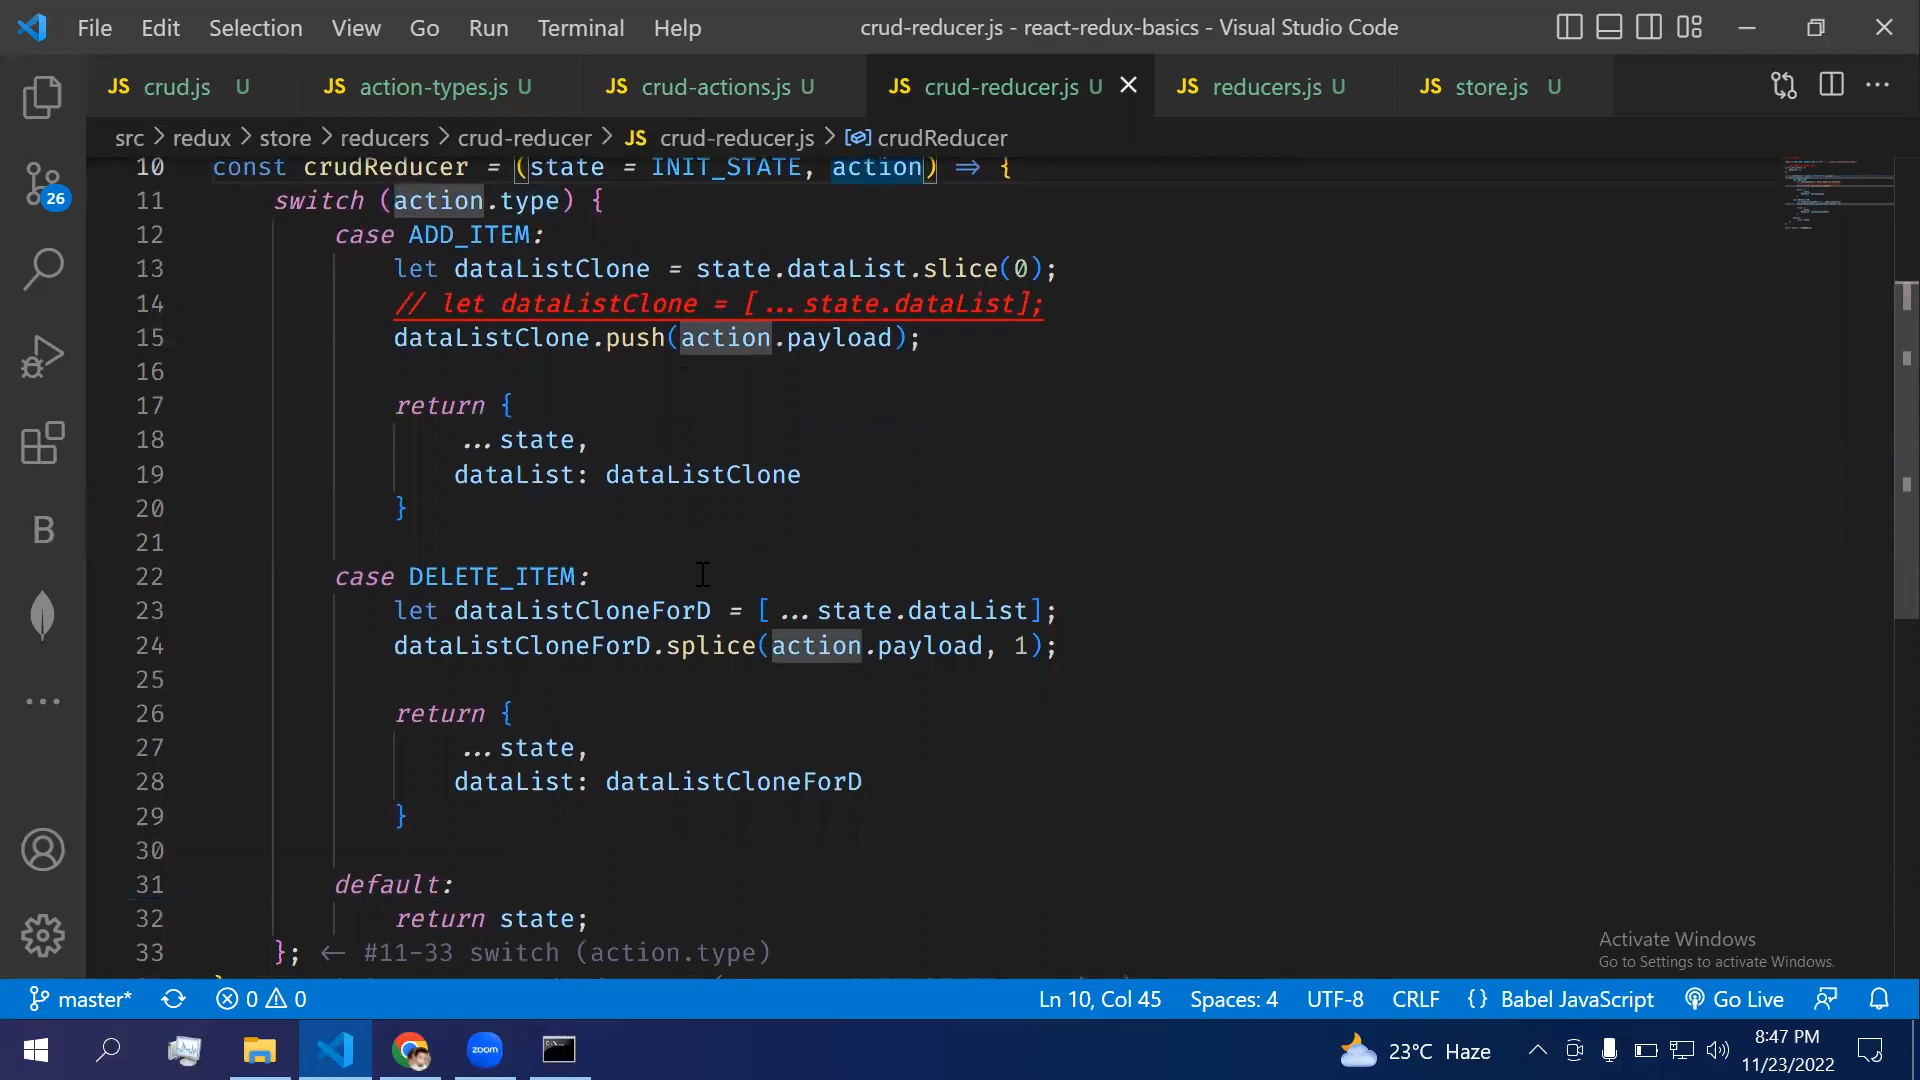 File Edit Selection View Go Run Terminal Help crud-reducer.js - react-redux-basics - Visual Studio Code
JS crud.js U JS action-types.js U JS crud-actions.js U JS crud-reducer.js U JS reducers.js U JS store.js U
src > redux > store > reducers > crud-reducer > JS crud-reducer.js > crudReducer
10 const crudReducer = (state = INIT_STATE, action) => {
11 switch (action.type) {
12 case ADD_ITEM:
13 let dataListClone = state.dataList.slice(0);
14 // let dataListClone = [...state.dataList];
15 dataListClone.push(action.payload);
16
17 return {
18 ...state,
19 dataList: dataListClone
20 }
21
22 case DELETE_ITEM:
23 let dataListCloneForD = [...state.dataList];
24 dataListCloneForD.splice(action.payload, 1);
25
26 return {
27 ...state,
28 dataList: dataListCloneForD
29 }
30
31 default:
32 return state;
33 }; <- #11-33 switch (action.type)
26
B
Activate Windows
Go to Settings to activate Windows.
master* 0 0 Ln 10, Col 45 Spaces: 4 UTF-8 CRLF {} Babel JavaScript Go Live
zoom 23°C Haze 8:47 PM
11/23/2022